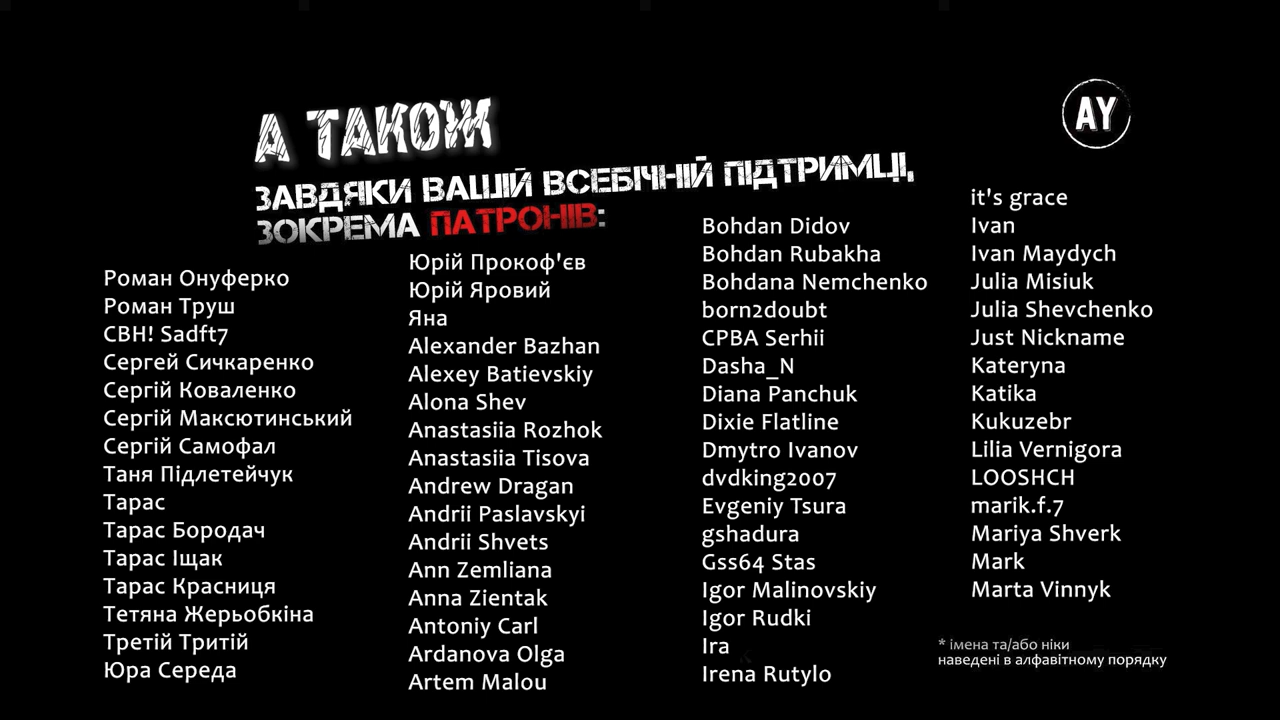 А ТАКОЖ
ЗАВДЯКИ ВАШІЙ ВСЕБІЧНІЙ ПІДТРИМЦІ,
ЗОКРЕМА ПАТРОНІВ:
AY
Роман Онуферко
Роман Труш
СВН! Sadft7
Сергей Сичкаренко
Сергій Коваленко
Сергій Максютинський
Сергій Самофал
Таня Підлетейчук
Тарас
Тарас Бородач
Тарас Іщак
Тарас Красниця
Тетяна Жерьобкіна
Третій Тритій
Юра Середа
Юрій Прокоф'єв
Юрій Яровий
Яна
Alexander Bazhan
Alexey Batievskiy
Alona Shev
Anastasiia Rozhok
Anastasiia Tisova
Andrew Dragan
Andrii Paslavskyi
Andrii Shvets
Ann Zemliana
Anna Zientak
Antoniy Carl
Ardanova Olga
Artem Malou
Bohdan Didov
Bohdan Rubakha
Bohdana Nemchenko
born2doubt
CPBA Serhii
Dasha_N
Diana Panchuk
Dixie Flatline
Dmytro Ivanov
dvdking2007
Evgeniy Tsura
gshadura
Gss64 Stas
Igor Malinovskiy
Igor Rudki
Ira
Irena Rutylo
it's grace
Ivan
Ivan Maydych
Julia Misiuk
Julia Shevchenko
Just Nickname
Kateryna
Katika
Kukuzebr
Lilia Vernigora
LOOSHCH
marik.f.7
Mariya Shverk
Mark
Marta Vinnyk
* імена та/або ніки
наведені в алфавітному порядку